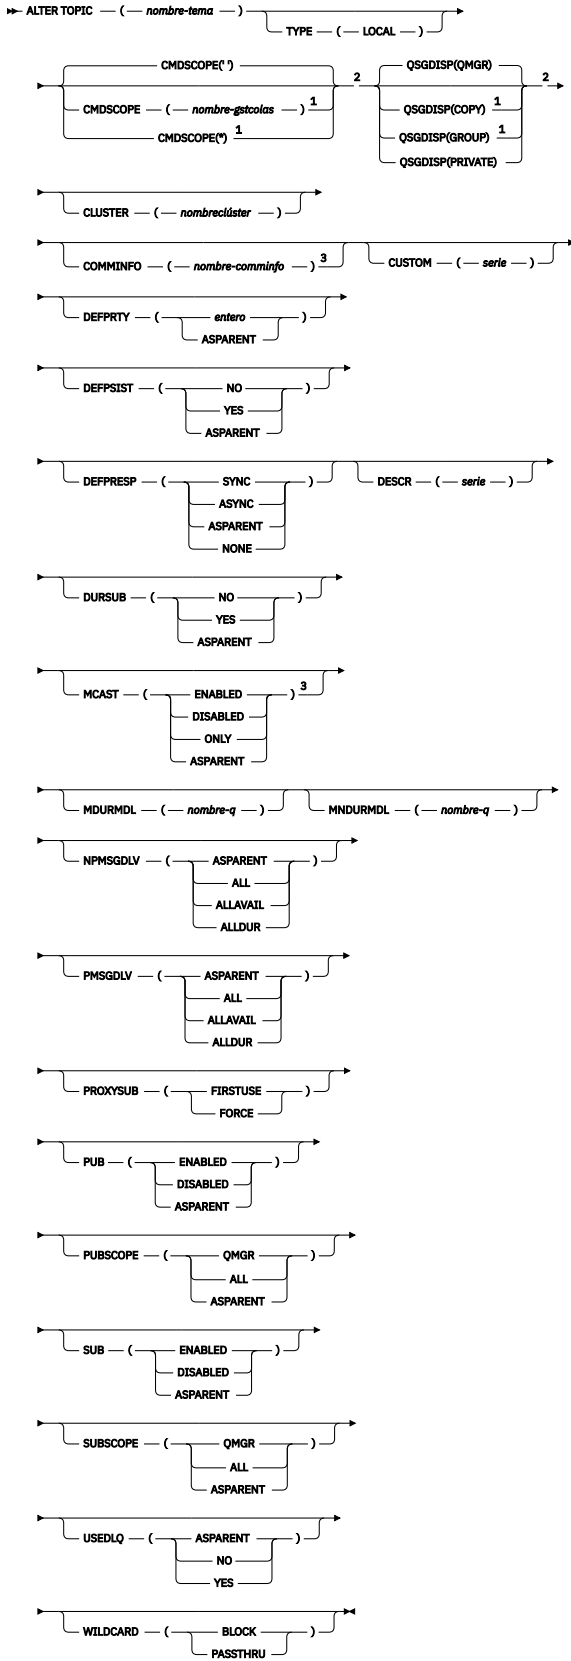 ALTER TOPIC ( nombre-tema )
TYPE ( LOCAL )
CMDSCOPE(' ')
CMDSCOPE ( nombre-gstcolas ) 1
CMDSCOPE(*) 1
2
QSGDISP(QMGR)
QSGDISP(COPY) 1
QSGDISP(GROUP) 1
QSGDISP(PRIVATE)
2
CLUSTER ( nombreclúster )
COMMINFO ( nombre-comminfo ) 3
CUSTOM ( serie )
DEFPRTY ( entero )
ASPARENT
DEFPSIST ( NO )
YES
ASPARENT
DEFPRESP ( SYNC )
ASYNC
ASPARENT
NONE
DESCR ( serie )
DURSUB ( NO )
YES
ASPARENT
MCAST ( ENABLED ) 3
DISABLED
ONLY
ASPARENT
MDURMDL ( nombre-q )
MNDURMDL ( nombre-q )
NPMSGDLV ( ASPARENT )
ALL
ALLAVAIL
ALLDUR
PMSGDLV ( ASPARENT )
ALL
ALLAVAIL
ALLDUR
PROXYSUB ( FIRSTUSE )
FORCE
PUB ( ENABLED )
DISABLED
ASPARENT
PUBSCOPE ( QMGR )
ALL
ASPARENT
SUB ( ENABLED )
DISABLED
ASPARENT
SUBSCOPE ( QMGR )
ALL
ASPARENT
USEDLQ ( ASPARENT )
NO
YES
WILDCARD ( BLOCK )
PASSTHRU